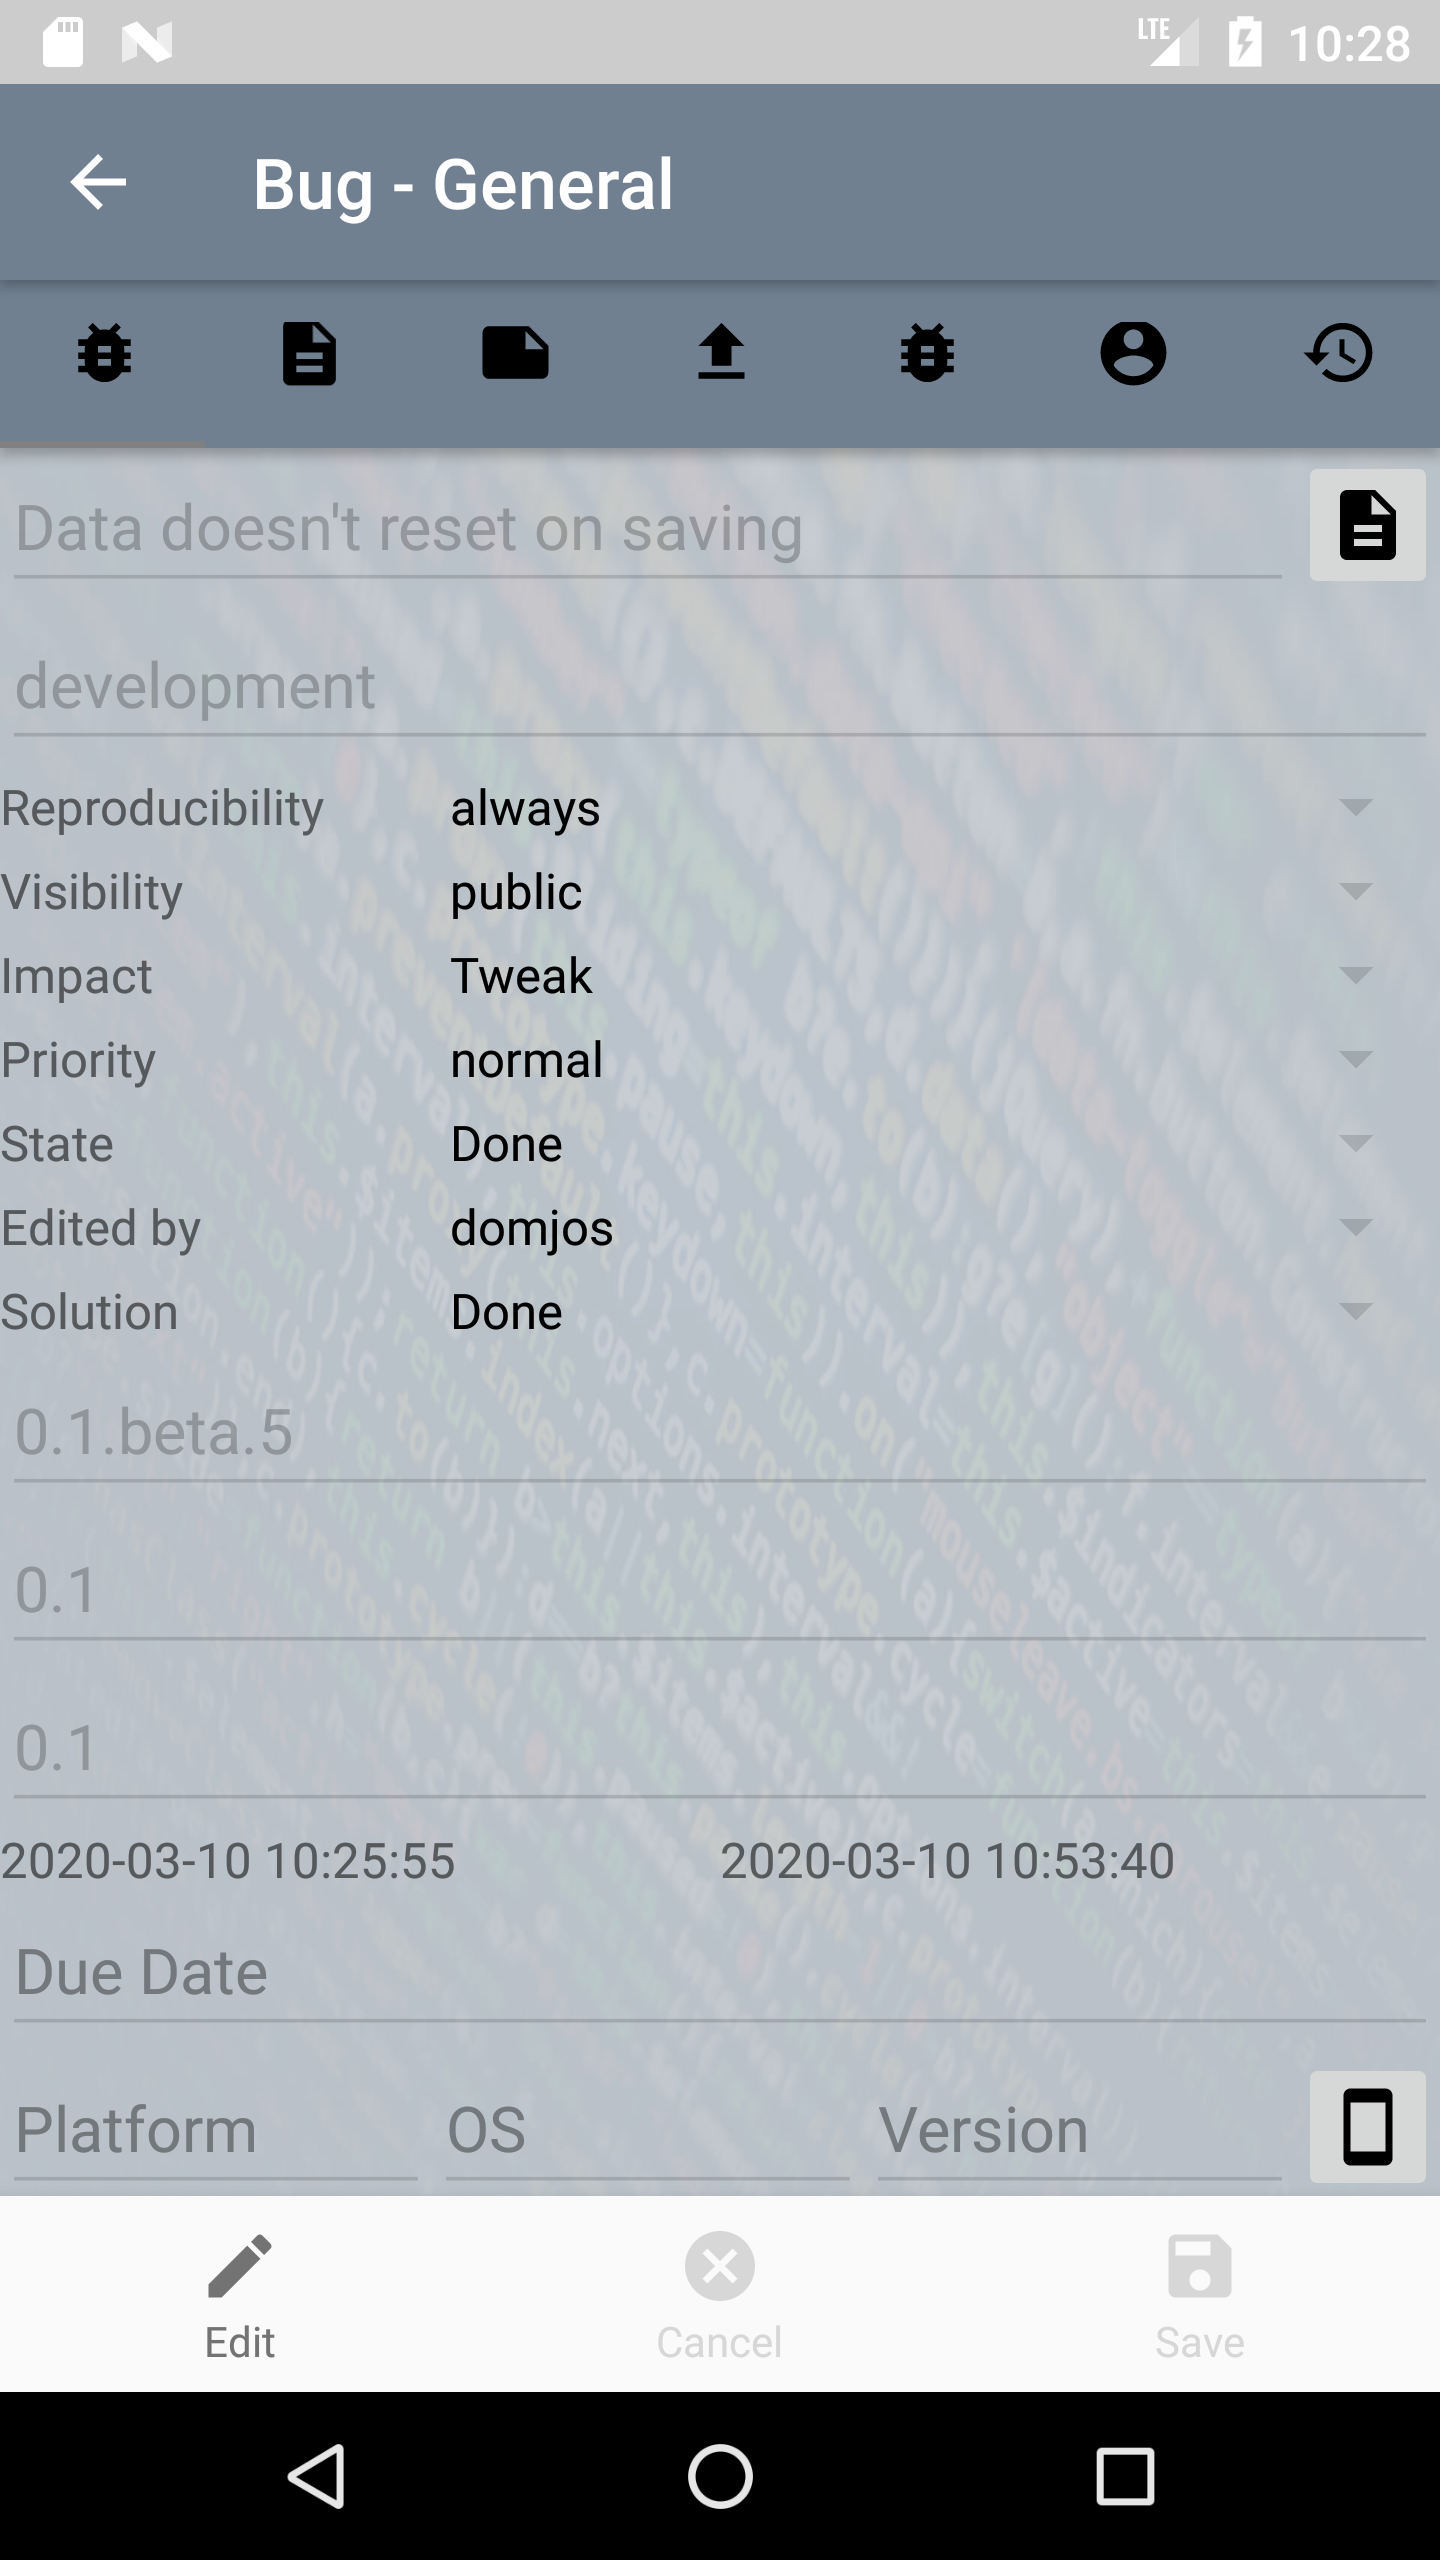 LTE 10:28
Bug - General
Data doesn't reset on saving
development
Reproducibility always
Visibility public
Impact Tweak
Priority normal
State Done
Edited by domjos
Solution Done
0.1.beta.5
0.1
0.1
2020-03-10 10:25:55 2020-03-10 10:53:40
Due Date
Platform OS Version
Edit Cancel Save